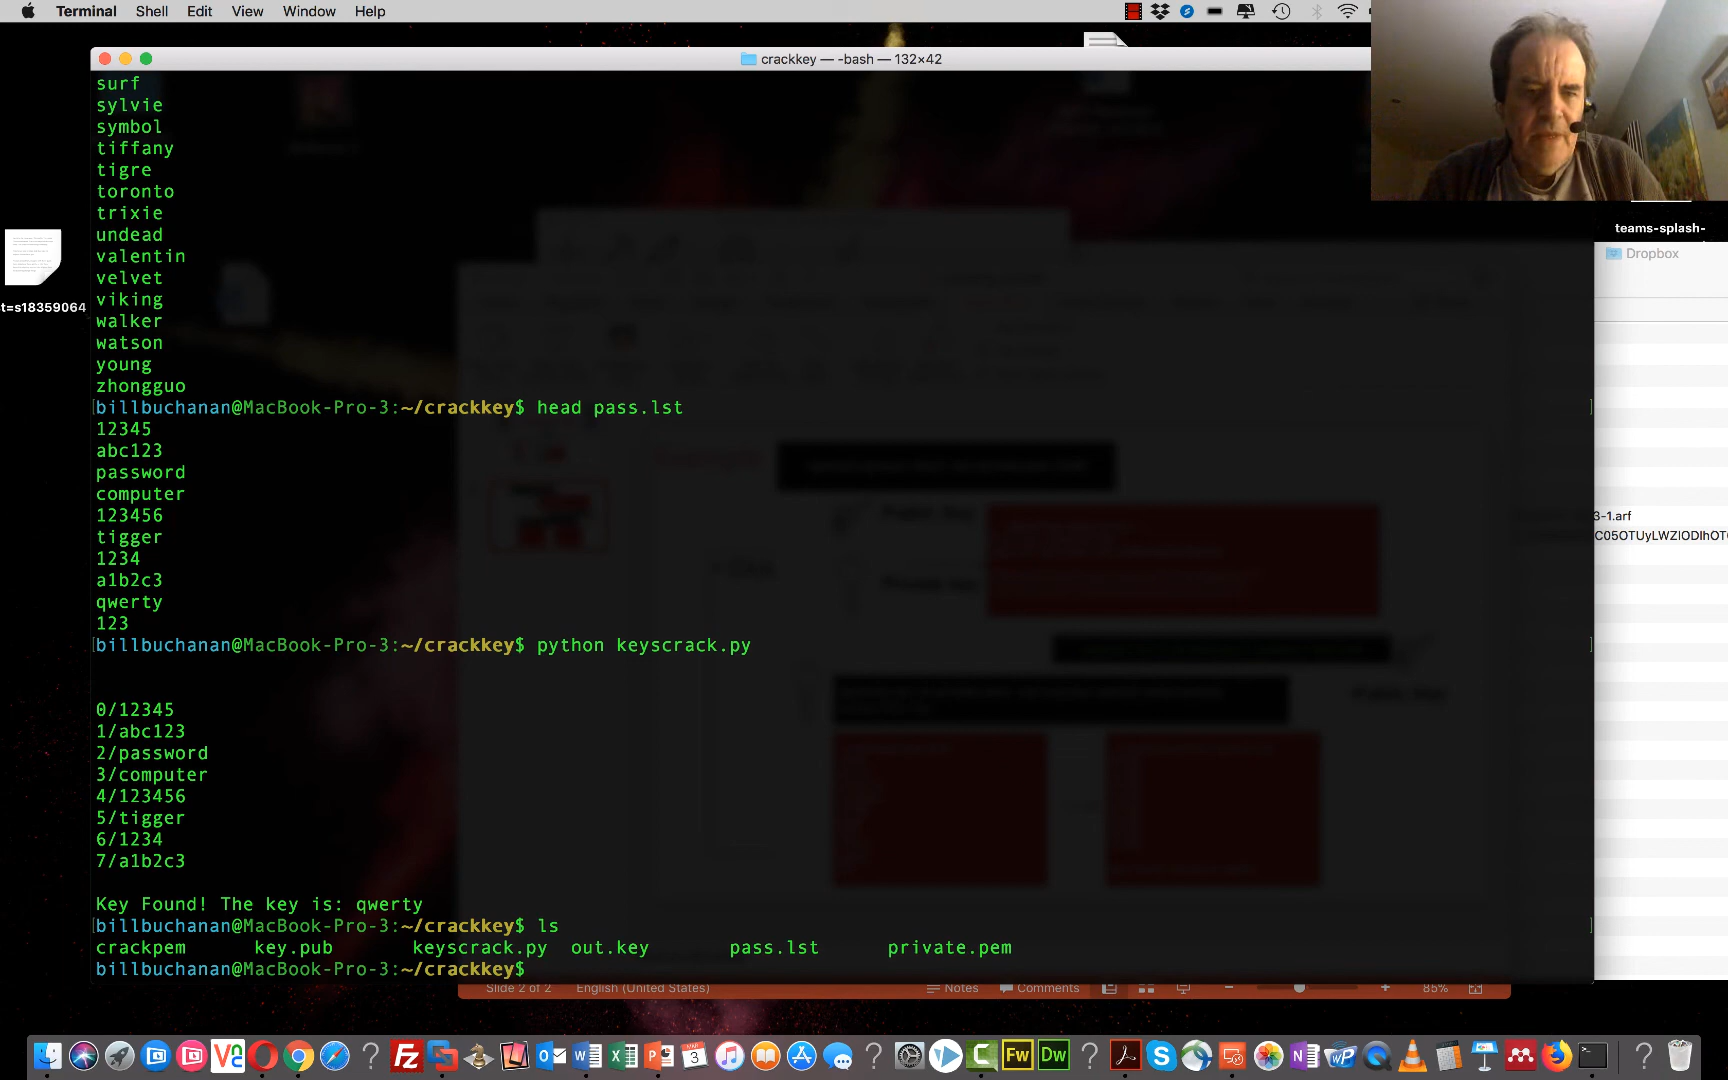 Terminal Shell Edit View Window Help
crackkey — -bash — 132×42
surf
sylvie
symbol
tiffany
tigre
toronto
trixie
undead
valentin
velvet
viking
walker
watson
young
zhongguo
billbuchanan@MacBook-Pro-3:~/crackkey$ head pass.lst
12345
abc123
password
computer
123456
tigger
1234
a1b2c3
qwerty
123
billbuchanan@MacBook-Pro-3:~/crackkey$ python keyscrack.py
0/12345
1/abc123
2/password
3/computer
4/123456
5/tigger
6/1234
7/a1b2c3
Key Found! The key is: qwerty
billbuchanan@MacBook-Pro-3:~/crackkey$ ls
crackpem key.pub keyscrack.py out.key pass.lst private.pem
billbuchanan@MacBook-Pro-3:~/crackkey$
t=s18359064
teams-splash-
Dropbox
3-1.arf
C05OTUyLWZlODlhOT
Slide 2 of 2 English (United States) Notes Comments 85%